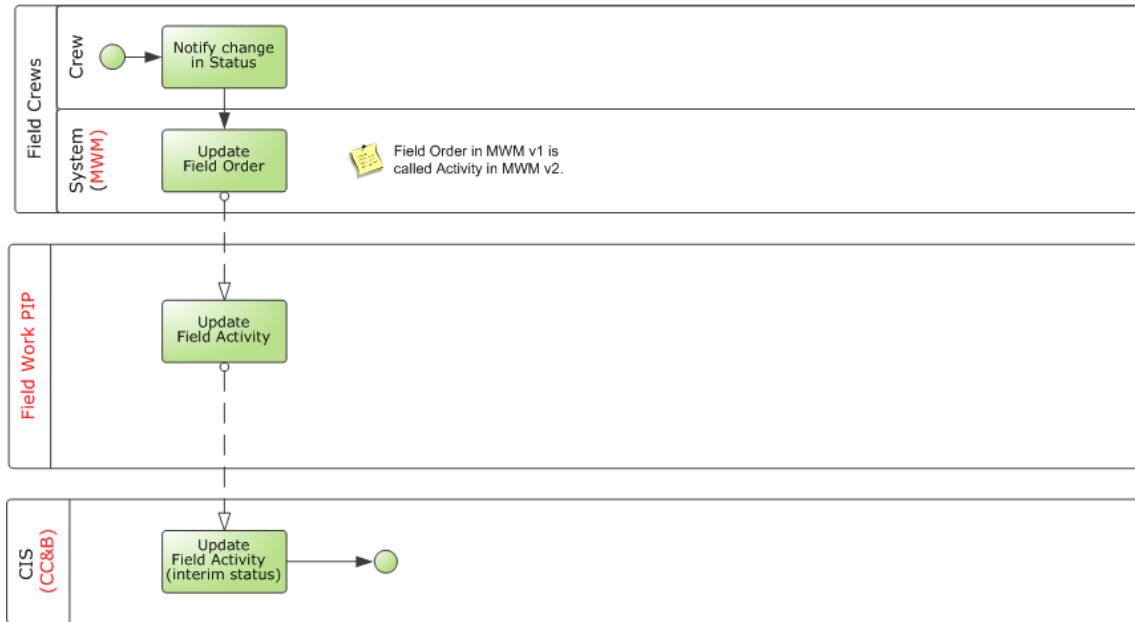 Field Crews
Crew
Notify change
in Status
System
(MWM)
Update
Field Order
Field Order in MWM v1 is
called Activity in MWM v2.
Field Work PIP
Update
Field Activity
CIS
(CC&B)
Update
Field Activity
(interim status)